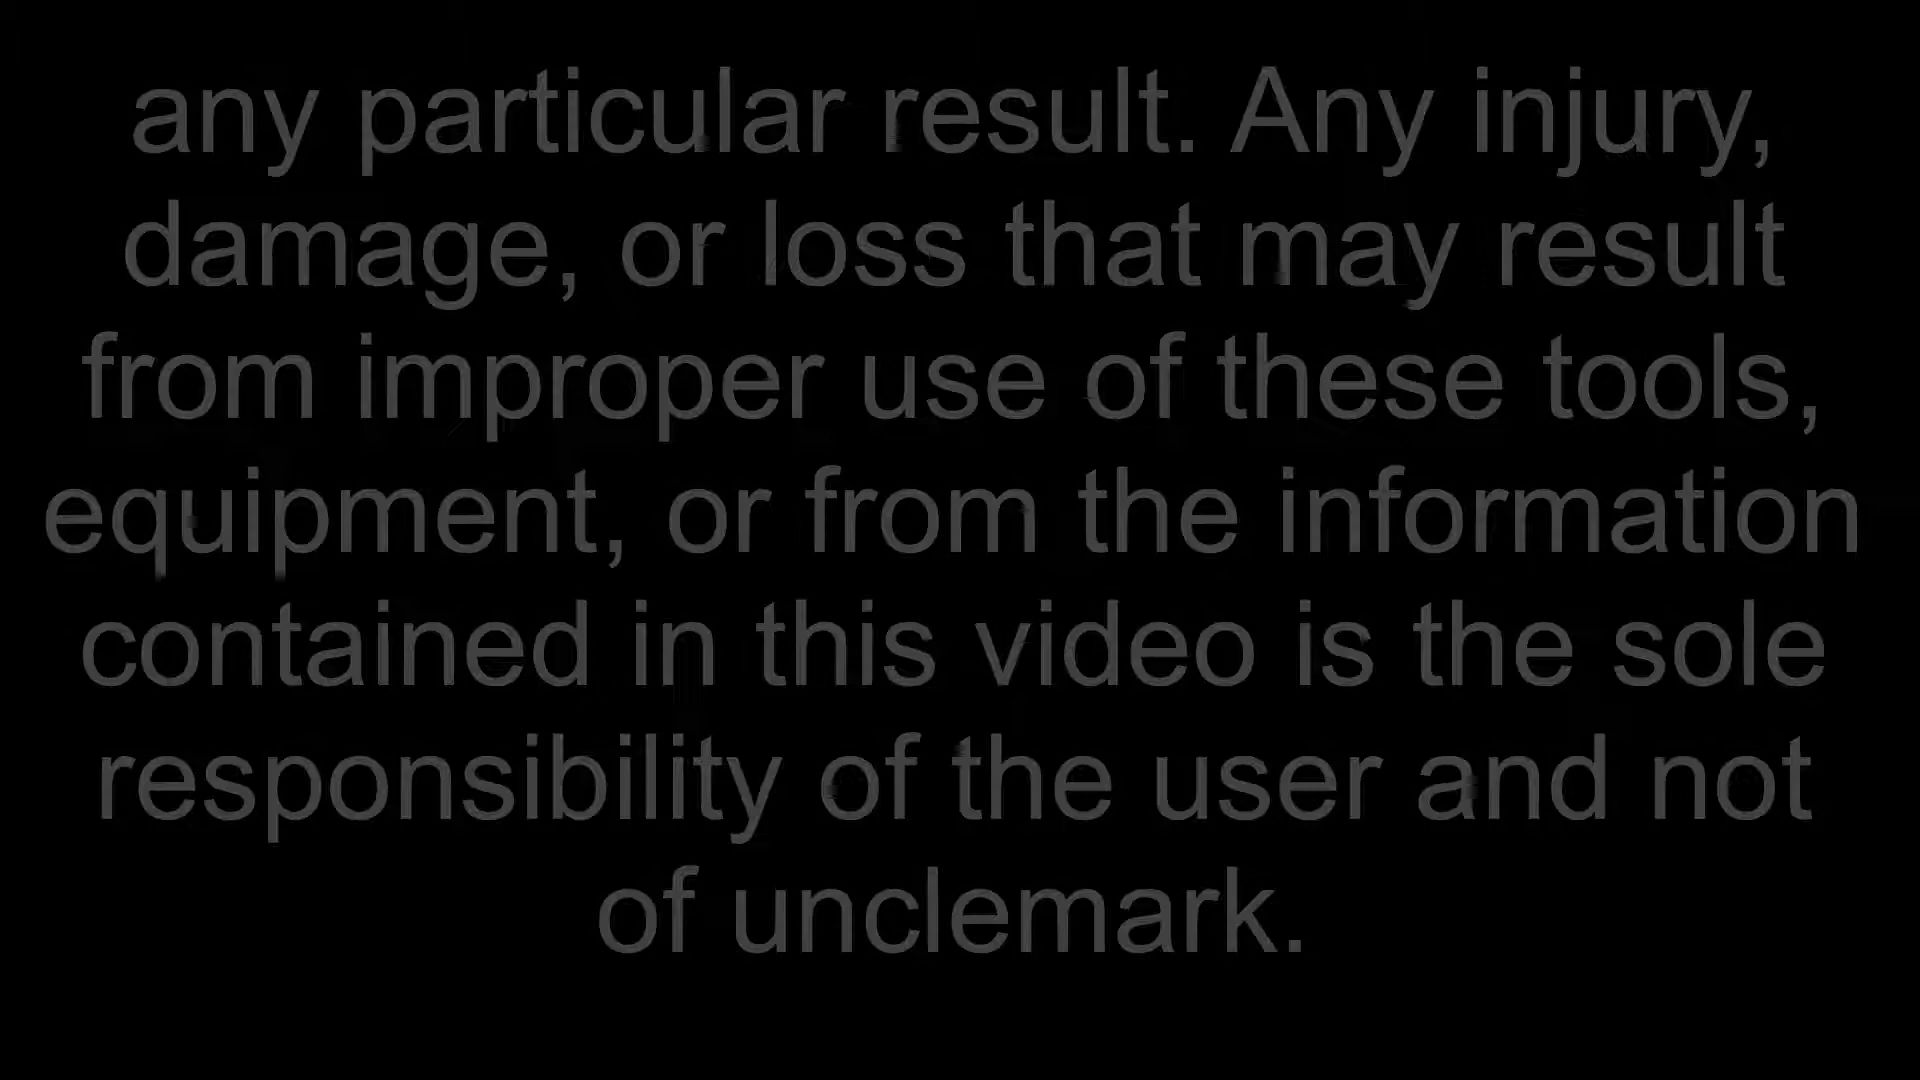 any particular result. Any injury,
damage, or loss that may result
from improper use of these tools,
equipment, or from the information
contained in this video is the sole
responsibility of the user and not
of unclemark.